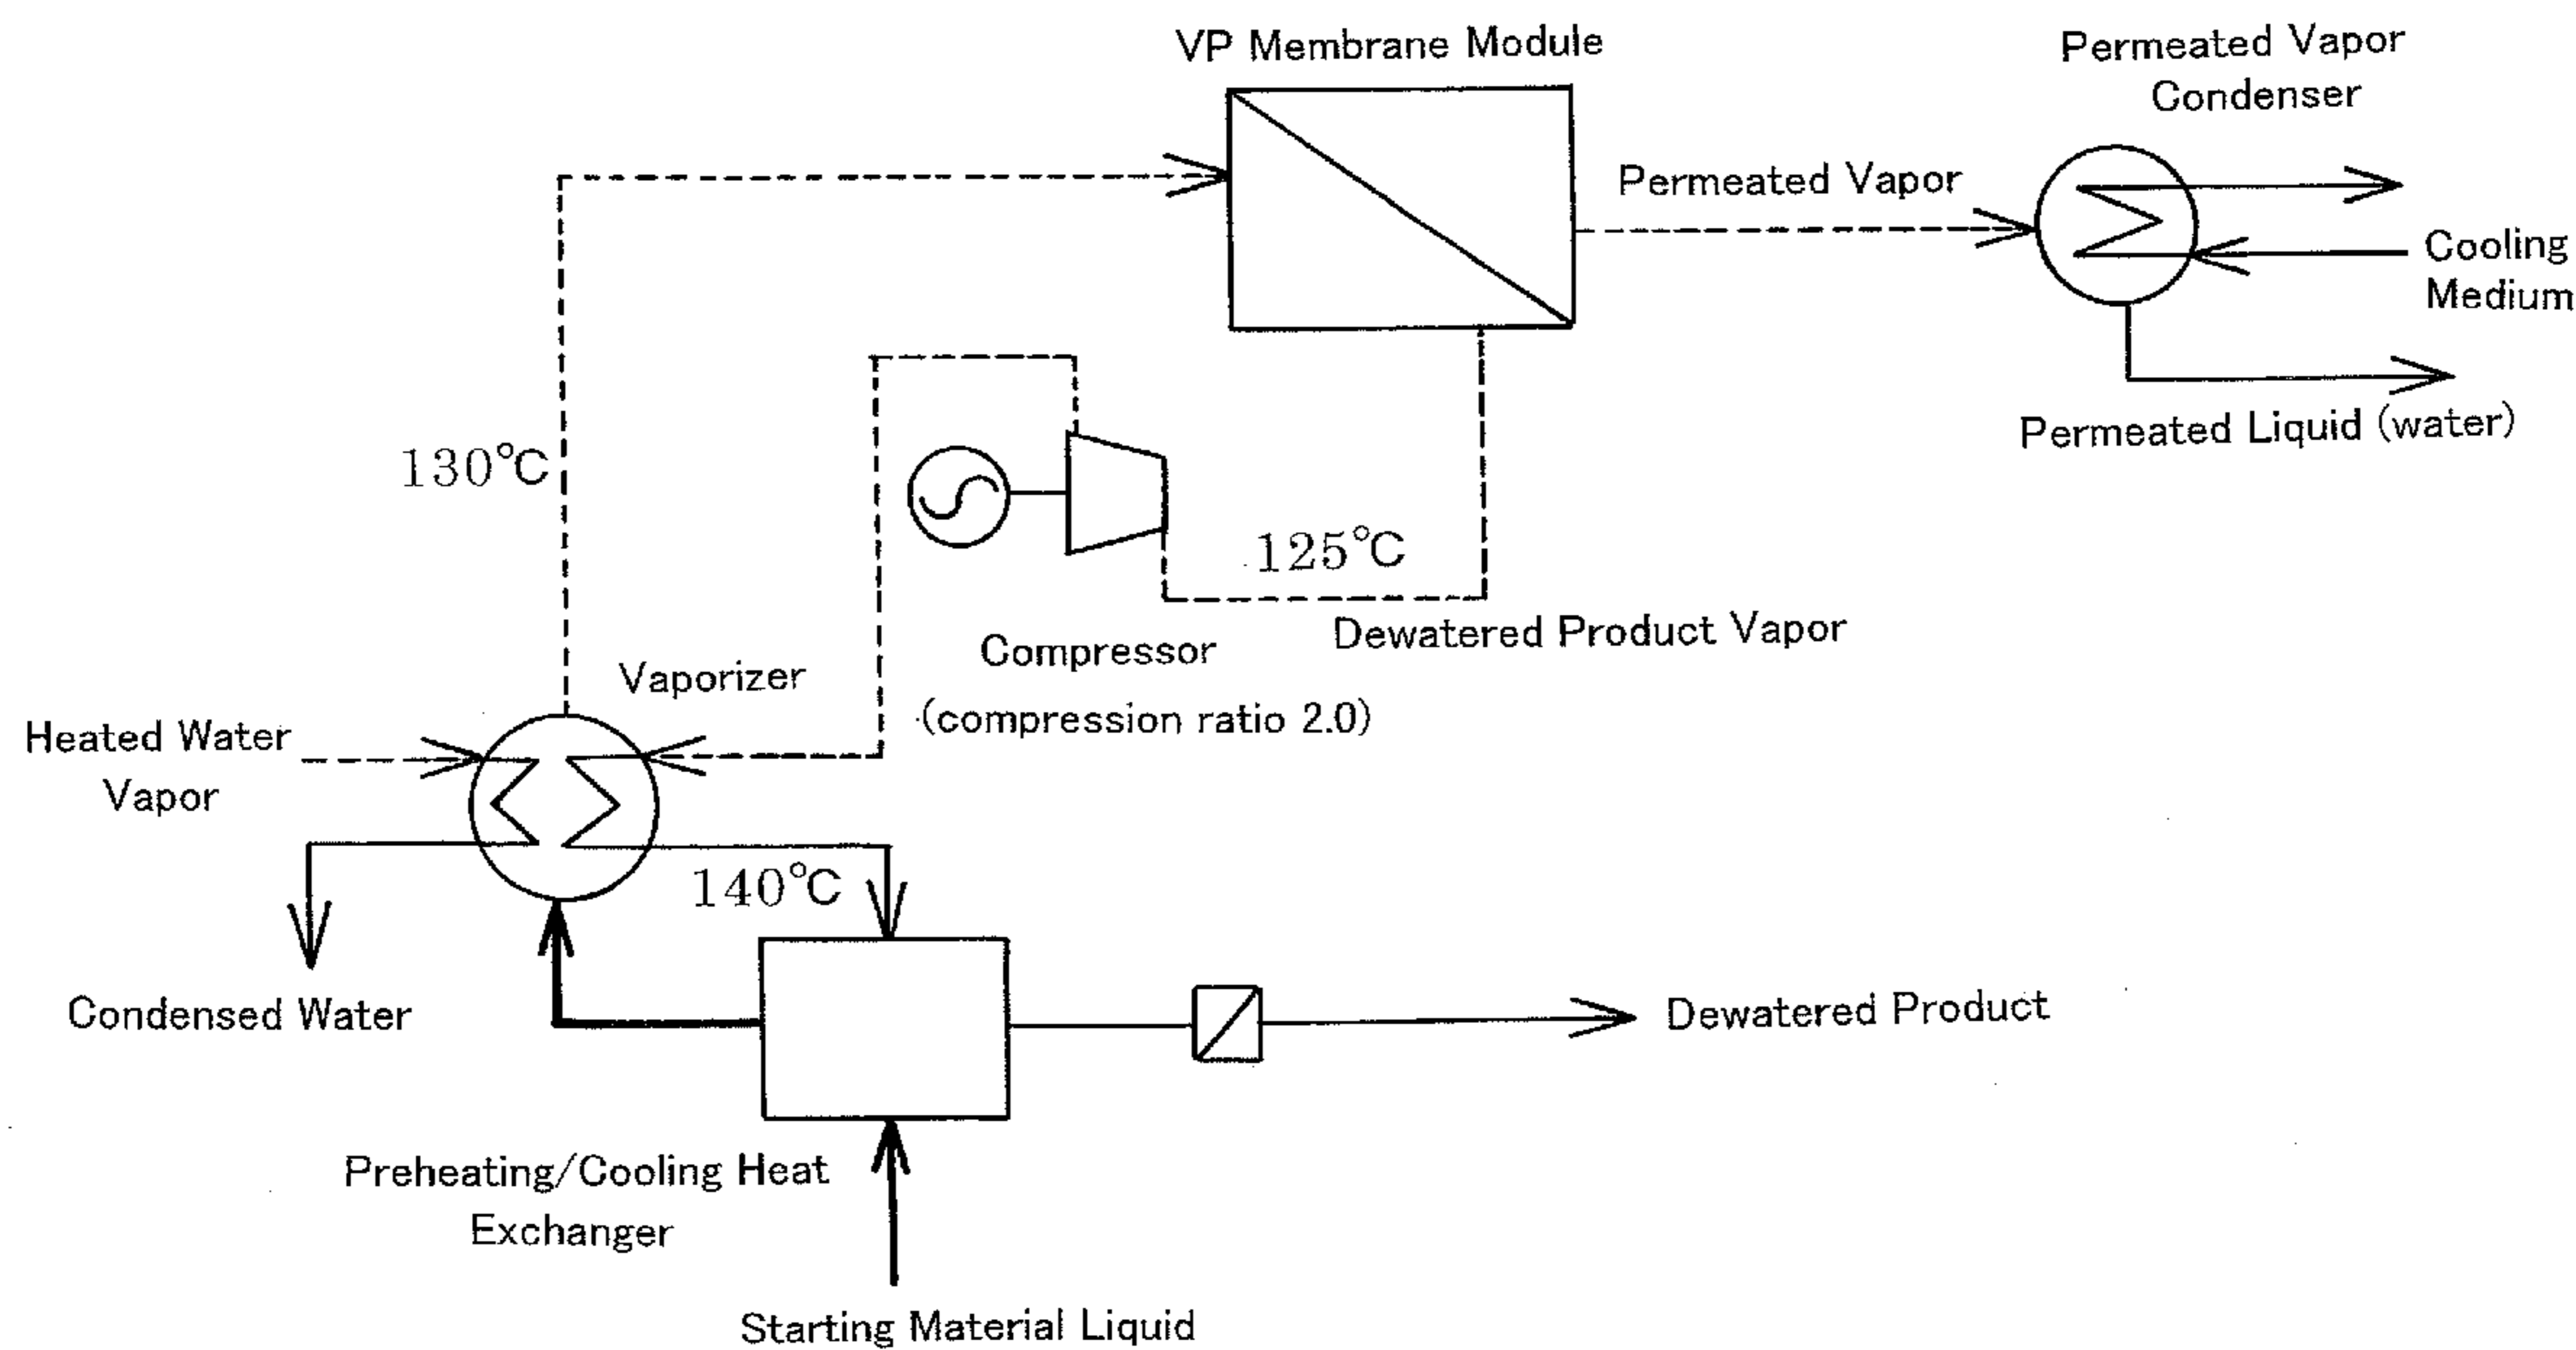 VP Membrane Module
Permeated Vapor
Condenser
Permeated Vapor
Cooling
Medium
Permeated Liquid (water)
130℃
125℃
Dewatered Product Vapor
Compressor
(compression ratio 2.0)
Vaporizer
Heated Water
Vapor
140℃
Condensed Water
Dewatered Product
Preheating/Cooling Heat
Exchanger
Starting Material Liquid